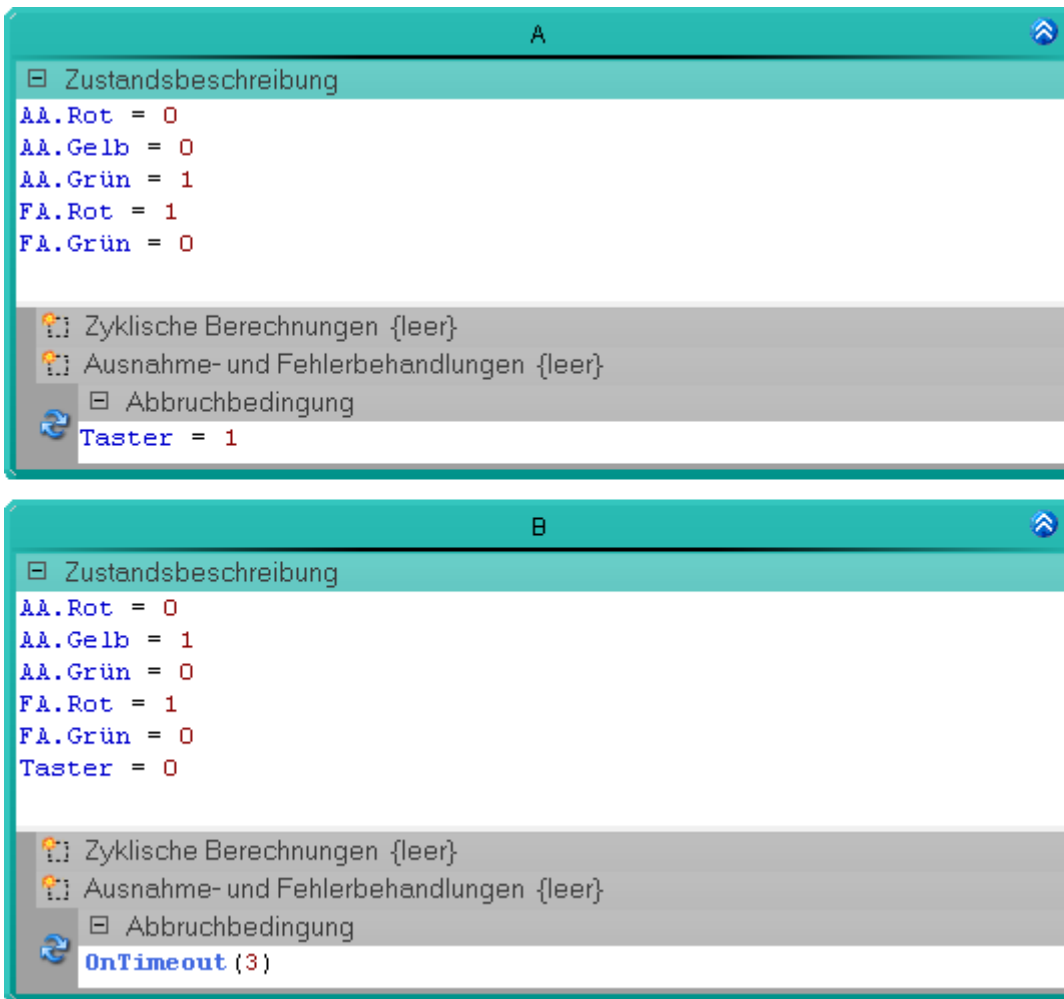 A
Zustandsbeschreibung
AA.Rot = 0
AA.Gelb = 0
AA.Grün = 1
FA.Rot = 1
FA.Grün = 0
Zyklische Berechnungen {leer}
Ausnahme- und Fehlerbehandlungen {leer}
Abbruchbedingung
Taster = 1
B
Zustandsbeschreibung
AA.Rot = 0
AA.Gelb = 1
AA.Grün = 0
FA.Rot = 1
FA.Grün = 0
Taster = 0
Zyklische Berechnungen {leer}
Ausnahme- und Fehlerbehandlungen {leer}
Abbruchbedingung
OnTimeout(3)